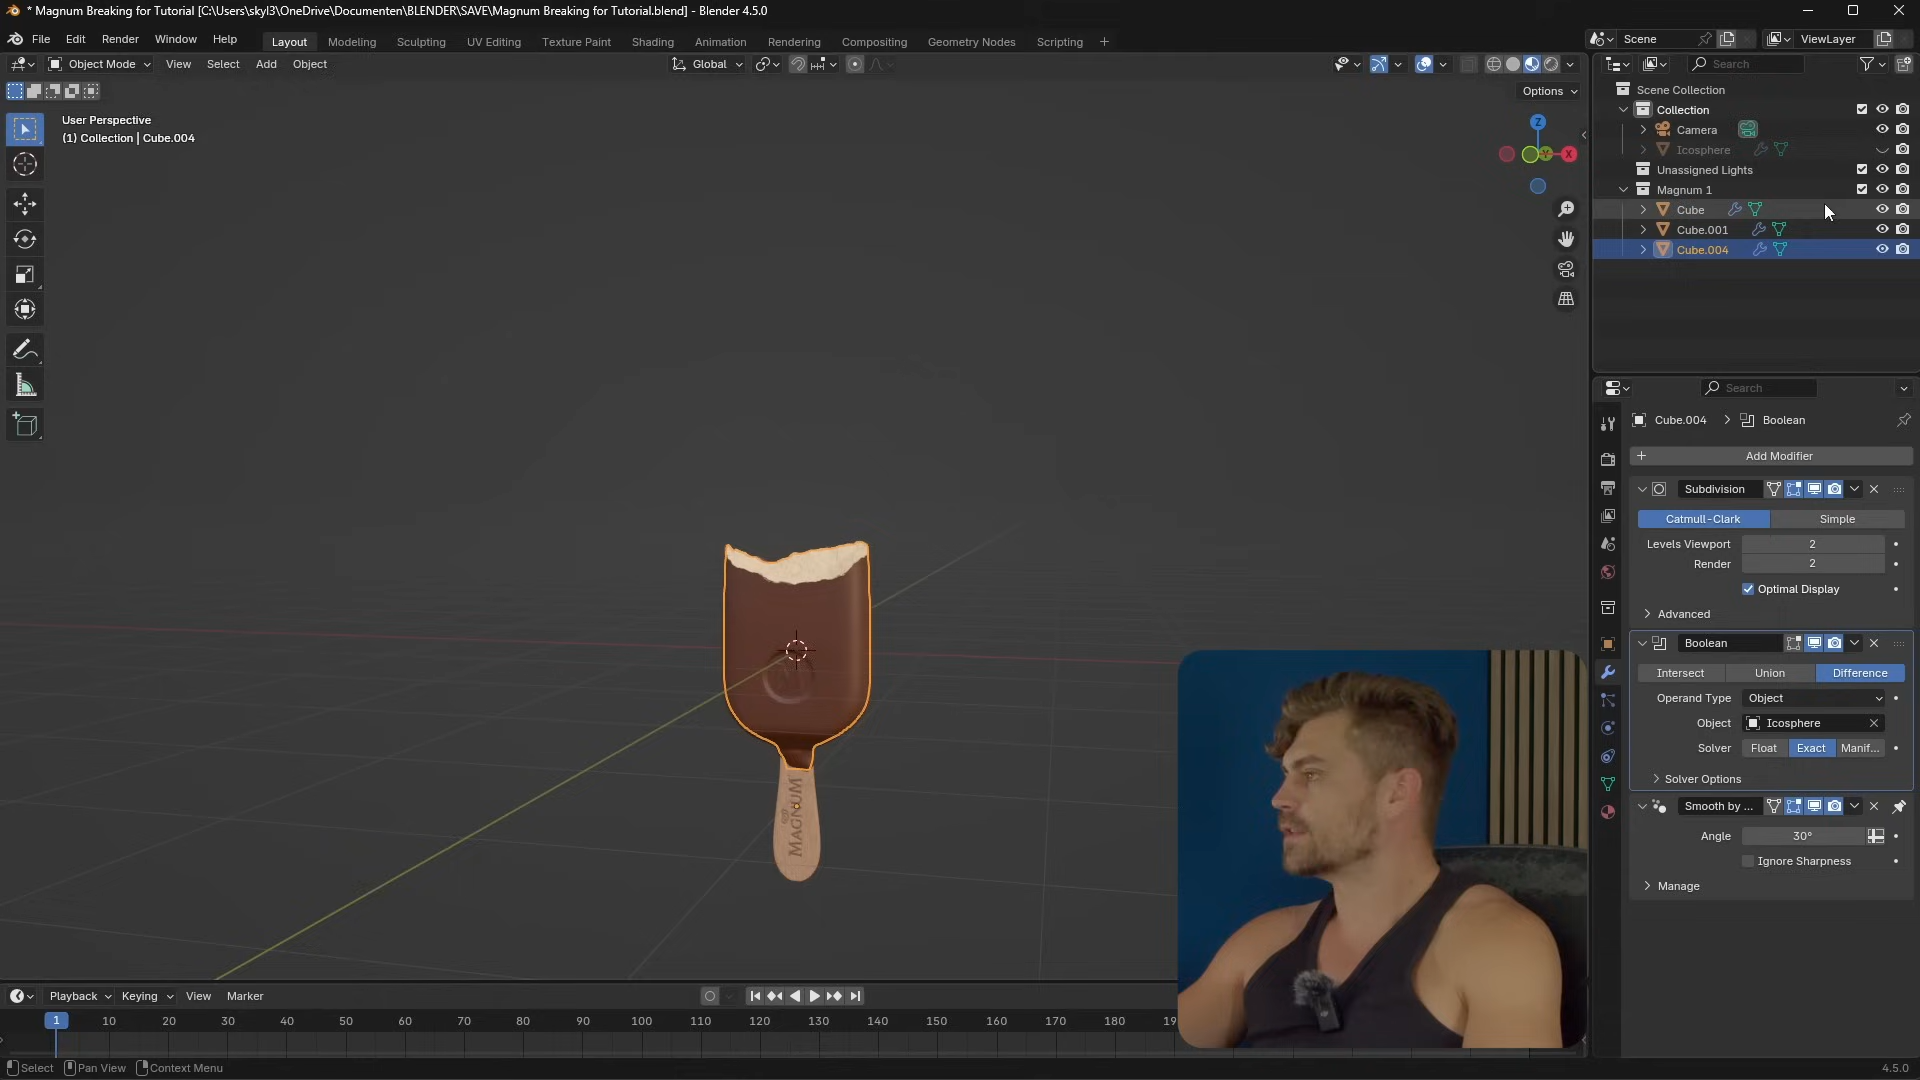 * Magnum Breaking for Tutorial [C:\Users\skyl3\OneDrive\Documenten\BLENDER\SAVE\Magnum Breaking for Tutorial.blend] - Blender 4.5.0
File Edit Render Window Help
Layout Modeling Sculpting UV Editing Texture Paint Shading Animation Rendering Compositing Geometry Nodes Scripting +
Scene
ViewLayer
Object Mode View Select Add Object
Global
Search
Options
User Perspective
(1) Collection | Cube.004
Z
Y
X
Scene Collection
Collection
Camera
Icosphere
Unassigned Lights
Magnum 1
Cube
Cube.001
Cube.004
Search
Cube.004 > Boolean
+ Add Modifier
Subdivision
Catmull-Clark Simple
Levels Viewport 2
Render 2
Optimal Display
Advanced
Boolean
Intersect Union Difference
Operand Type Object
Object Icosphere
Solver Float Exact Manif...
Solver Options
Smooth by ...
Angle 30°
Ignore Sharpness
Manage
MAGNUM
Playback Keying View Marker
1 10 20 30 40 50 60 70 80 90 100 110 120 130 140 150 160 170 180 19
Select Pan View Context Menu
4.5.0